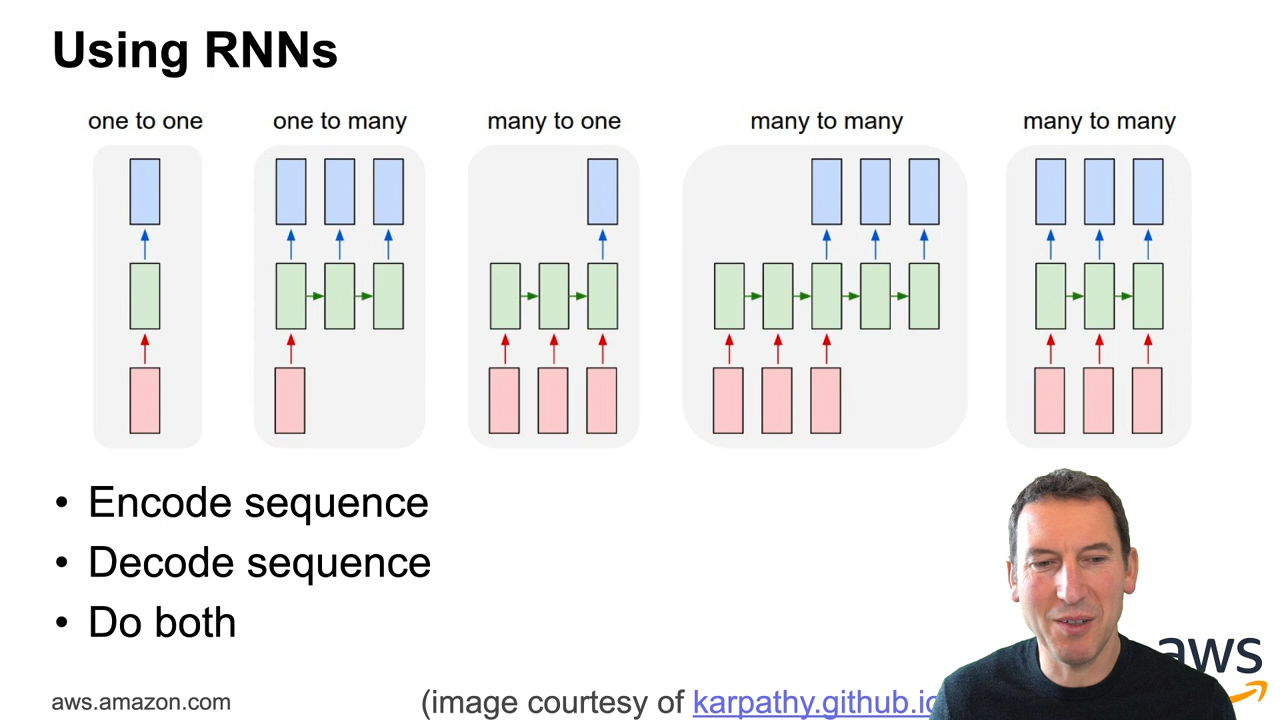 Using RNNs
one to one
one to many
many to one
many to many
many to many
• Encode sequence
• Decode sequence
• Do both
aws
aws.amazon.com
(image courtesy of karpathy.github.io